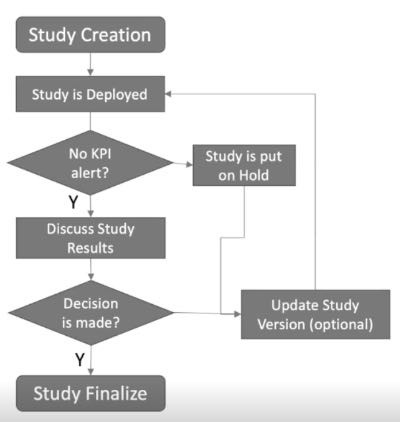 Study Creation
Study is Deployed
No KPI
alert?
Study is put
on Hold
Y
Discuss Study
Results
Decision
is made?
Update Study
Version (optional)
Y
Study Finalize